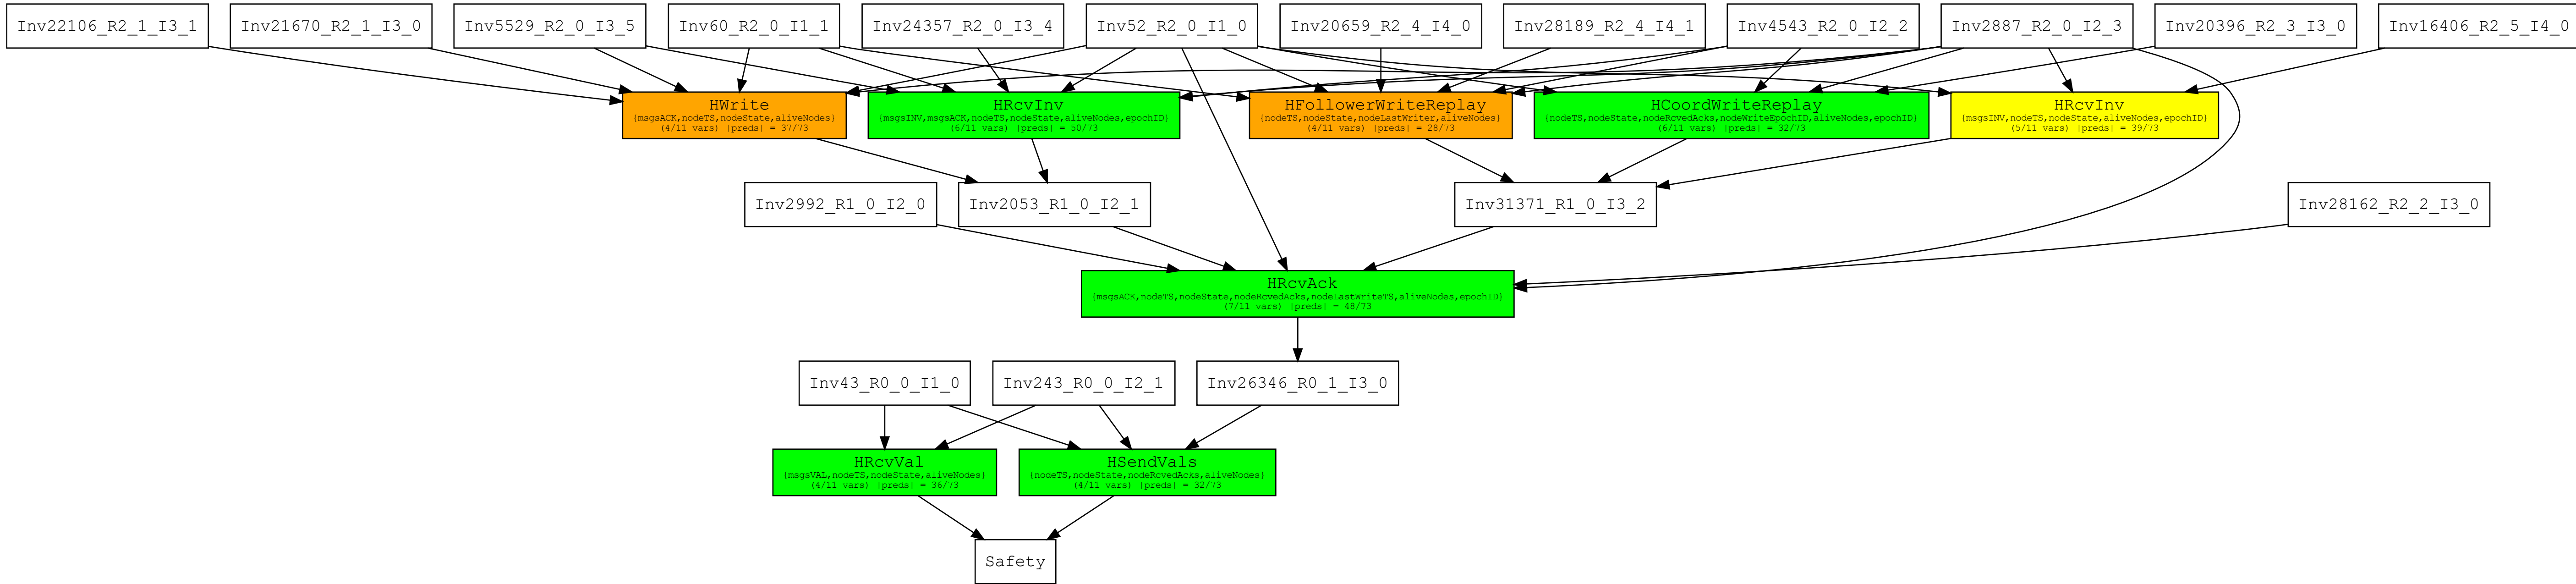 Inv22106_R2_1_I3_1
Inv21670_R2_1_I3_0
Inv5529_R2_0_I3_5
Inv60_R2_0_I1_1
Inv24357_R2_0_I3_4
Inv52_R2_0_I1_0
Inv20659_R2_4_I4_0
Inv28189_R2_4_I4_1
Inv4543_R2_0_I2_2
Inv2887_R2_0_I2_3
Inv20396_R2_3_I3_0
Inv16406_R2_5_I4_0
HWrite
{msgsACK,nodeTS,nodeState,aliveNodes}
(4/11 vars) |preds| = 37/73
HRcvInv
{msgsINV,msgsACK,nodeTS,nodeState,aliveNodes,epochID}
(6/11 vars) |preds| = 50/73
HFollowerWriteReplay
{nodeTS,nodeState,nodeLastWriter,aliveNodes}
(4/11 vars) |preds| = 28/73
HCoordWriteReplay
{nodeTS,nodeState,nodeRcvedAcks,nodeWriteEpochID,aliveNodes,epochID}
(6/11 vars) |preds| = 32/73
HRcvInv
{msgsINV,nodeTS,nodeState,aliveNodes,epochID}
(5/11 vars) |preds| = 39/73
Inv2992_R1_0_I2_0
Inv2053_R1_0_I2_1
Inv31371_R1_0_I3_2
Inv28162_R2_2_I3_0
HRcvAck
{msgsACK,nodeTS,nodeState,nodeRcvedAcks,nodeLastWriteTS,aliveNodes,epochID}
(7/11 vars) |preds| = 48/73
Inv43_R0_0_I1_0
Inv243_R0_0_I2_1
Inv26346_R0_1_I3_0
HRcvVal
{msgsVAL,nodeTS,nodeState,aliveNodes}
(4/11 vars) |preds| = 36/73
HSendVals
{nodeTS,nodeState,nodeRcvedAcks,aliveNodes}
(4/11 vars) |preds| = 32/73
Safety